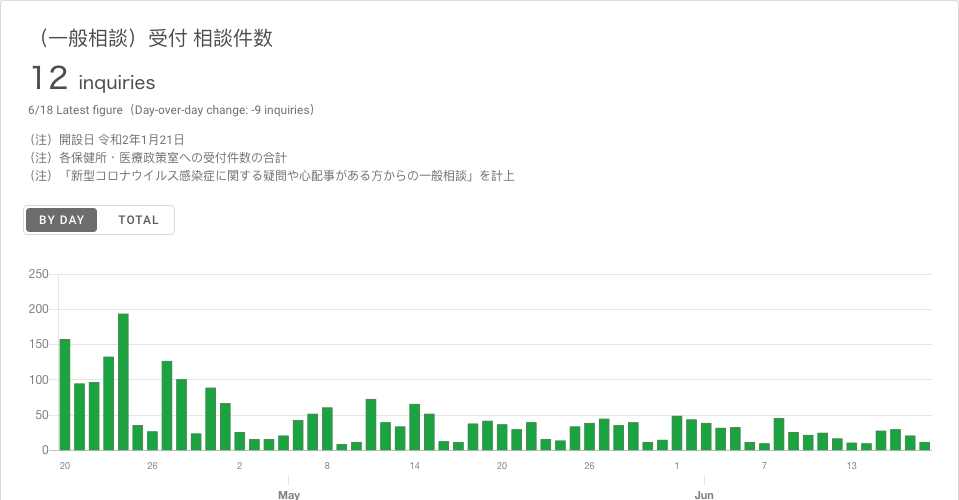 （一般相談）受付 相談件数
12 inquiries
6/18 Latest figure（Day-over-day change: -9 inquiries）
（注）開設日 令和2年1月21日
（注）各保健所・医療政策室への受付件数の合計
（注）「新型コロナウイルス感染症に関する疑問や心配事がある方からの一般相談」を計上
BY DAY TOTAL
250
200
150
100
50
0
20 26 2 8 14 20 26 1 7 13
May Jun